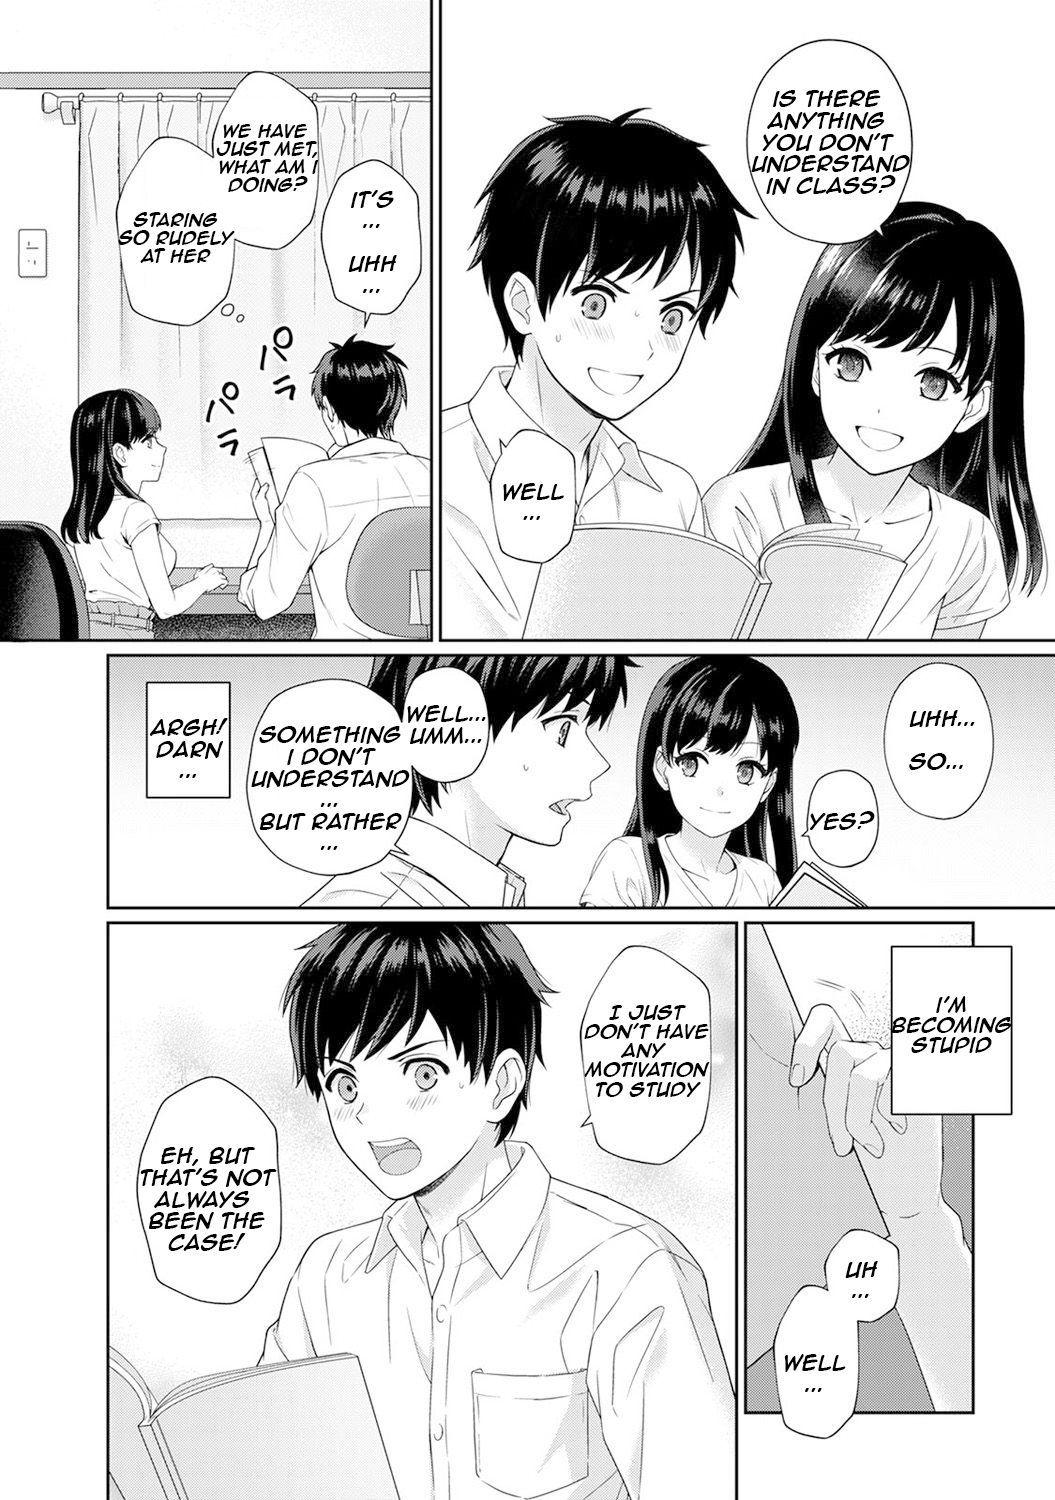 IS THERE
ANYTHING
YOU DON'T
UNDERSTAND
IN CLASS?
WELL
...
IT'S
...
UHH
...
WE HAVE
JUST MET,
WHAT AM I
DOING?
STARING
SO RUDELY
AT HER
パラ
パラ
UHH...
SO...
YES?
WELL...
UMM...
SOMETHING
I DON'T
UNDERSTAND
...
BUT RATHER
...
ARGH!
DARN
...
I'M
BECOMING
STUPID
UH
...
WELL
...
I JUST
DON'T HAVE
ANY
MOTIVATION
TO STUDY
EH, BUT
THAT'S NOT
ALWAYS
BEEN THE
CASE!